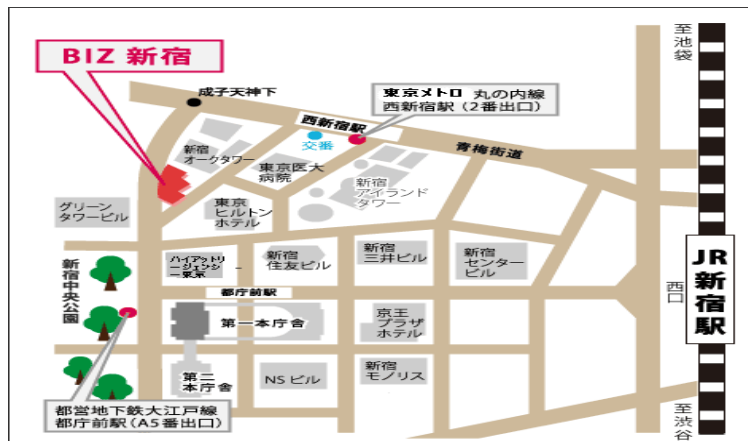 BIZ 新宿
成子天神下
東京メトロ 丸の内線
西新宿駅（2番出口）
西新宿駅
交番
青梅街道
至池袋
新宿
オークタワー
東京医大
病院
新宿
アイランド
タワー
グリーン
タワービル
東京
ヒルトン
ホテル
ハイアットリ
ージェンシ
ー東京
新宿
住友ビル
新宿
三井ビル
新宿
センター
ビル
JR新宿駅
西口
新宿中央公園
都庁前駅
第一本庁舎
京王
プラザ
ホテル
第二
本庁舎
NSビル
新宿
モノリス
都営地下鉄大江戸線
都庁前駅（A5番出口）
至渋谷